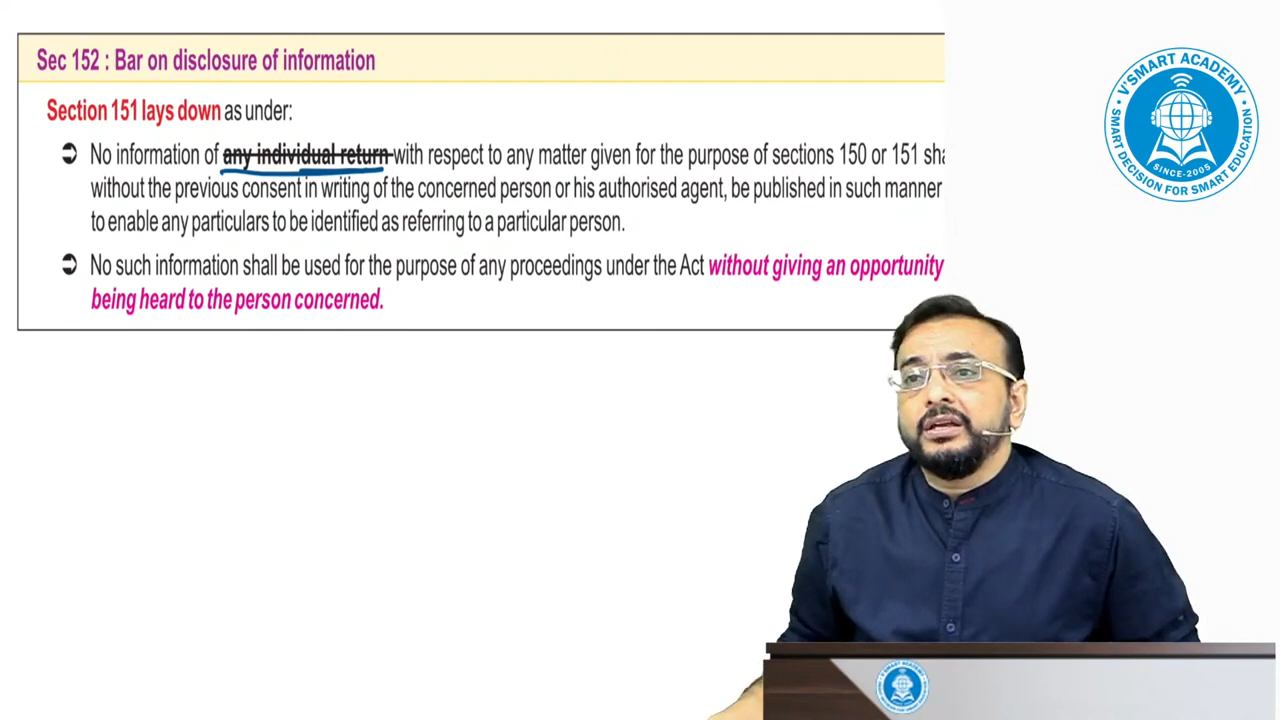 Sec 152 : Bar on disclosure of information
Section 151 lays down as under:
No information of any individual return with respect to any matter given for the purpose of sections 150 or 151
without the previous consent in writing of the concerned person or his authorised agent, be published in such manner
to enable any particulars to be identified as referring to a particular person.
No such information shall be used for the purpose of any proceedings under the Act without giving an opportunity
being heard to the person concerned.
V'SMART ACADEMY
SMART DECISION FOR SMART EDUCATION
SINCE-2005
V'SMART ACADEMY